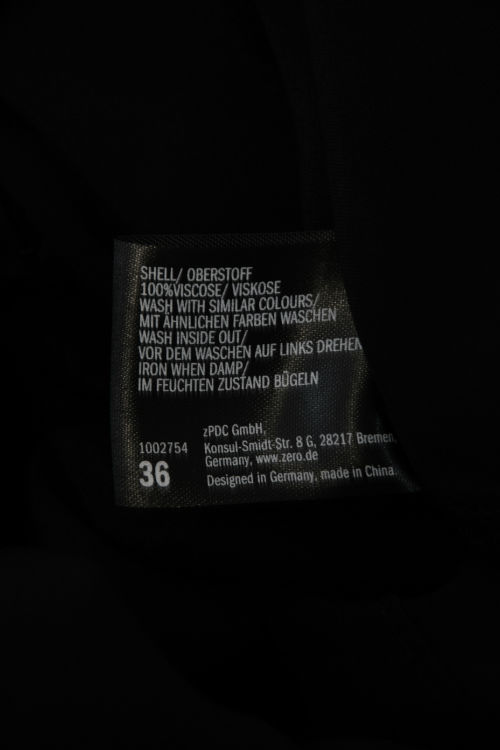 SHELL/ OBERSTOFF
100%VISCOSE/ VISKOSE
WASH WITH SIMILAR COLOURS/
MIT ÄHNLICHEN FARBEN WASCHEN
WASH INSIDE OUT/
VOR DEM WASCHEN AUF LINKS DREHEN
IRON WHEN DAMP/
IM FEUCHTEN ZUSTAND BÜGELN
zPDC GmbH,
1002754 Konsul-Smidt-Str. 8 G, 28217 Bremen,
Germany, www.zero.de
36 Designed in Germany, made in China.